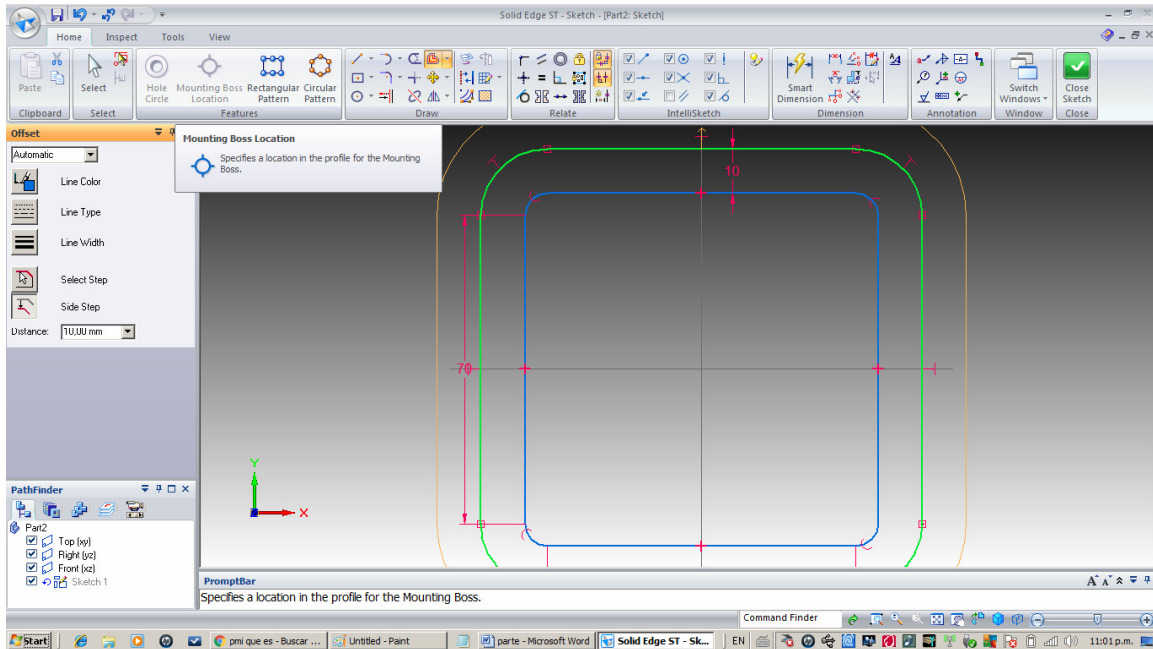 Solid Edge ST - Sketch - [Part2: Sketch]
Home Inspect Tools View
Paste
Select
Hole Circle
Mounting Boss Location
Rectangular Pattern
Circular Pattern
Smart Dimension
Switch Windows
Close Sketch
Clipboard Select Features Draw Relate IntelliSketch Dimension Annotation Window Close
Offset
Automatic
Line Color
Line Type
Line Width
Select Step
Side Step
Distance: 10,00 mm
Mounting Boss Location
Specifies a location in the profile for the Mounting
Boss.
10
70
Y
X
PathFinder
Part2
Top (xy)
Right (yz)
Front (xz)
Sketch 1
PromptBar
Specifies a location in the profile for the Mounting Boss.
Command Finder
Start pmi que es - Buscar ... Untitled - Paint parte - Microsoft Word Solid Edge ST - Sk... EN 11:01 p.m.